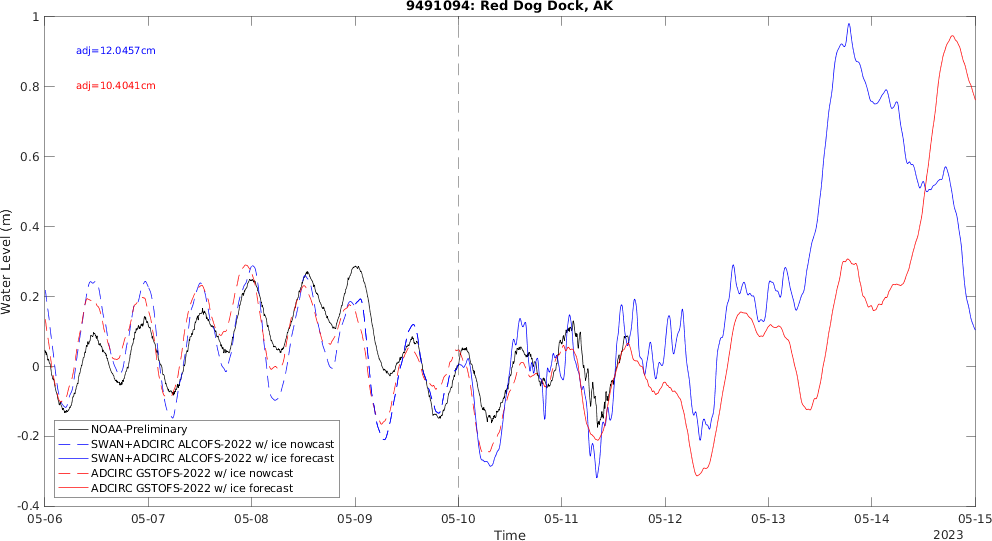 9491094: Red Dog Dock, AK
adj=12.0457cm
adj=10.4041cm
Water Level (m)
1
0.8
0.6
0.4
0.2
0
-0.2
-0.4
NOAA-Preliminary
SWAN+ADCIRC ALCOFS-2022 w/ ice nowcast
SWAN+ADCIRC ALCOFS-2022 w/ ice forecast
ADCIRC GSTOFS-2022 w/ ice nowcast
ADCIRC GSTOFS-2022 w/ ice forecast
05-06 05-07 05-08 05-09 05-10 05-11 05-12 05-13 05-14 05-15
Time
2023